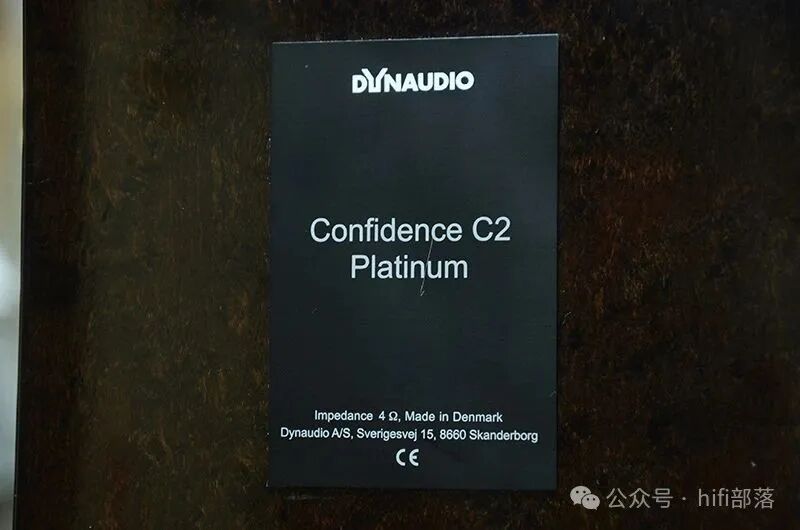 DYNAUDIO
Confidence C2
Platinum
Impedance 4 Ω, Made in Denmark
Dynaudio A/S, Sverigesvej 15, 8660 Skanderborg
CE
公众号 · hifi部落